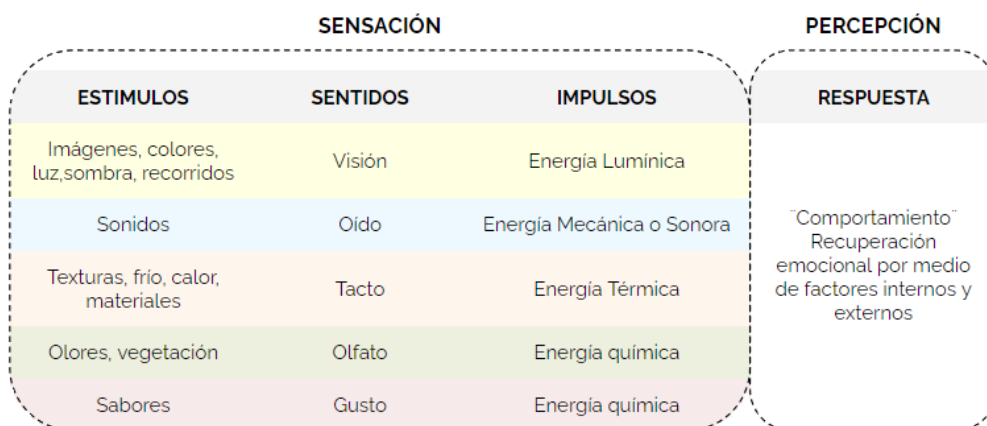 SENSACIÓN
PERCEPCIÓN
ESTIMULOS
SENTIDOS
IMPULSOS
RESPUESTA
Imágenes, colores,
luz,sombra, recorridos
Visión
Energía Lumínica
Sonidos
Oído
Energía Mecánica o Sonora
Texturas, frío, calor,
materiales
Tacto
Energía Térmica
Olores, vegetación
Olfato
Energía química
Sabores
Gusto
Energía química
¨Comportamiento¨
Recuperación
emocional por medio
de factores internos y
externos